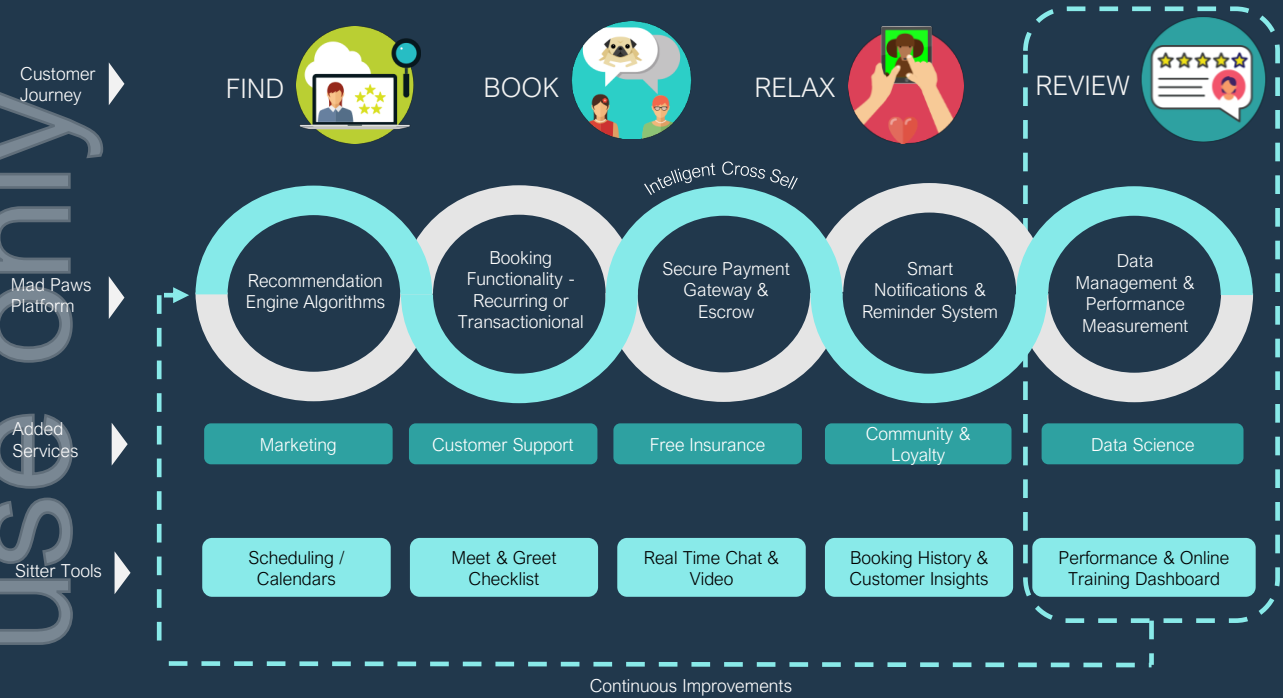 Customer
Journey
FIND
BOOK
RELAX
REVIEW
Intelligent Cross Sell
Mad Paws
Platform
Recommendation
Engine Algorithms
Booking
Functionality -
Recurring or
Transactionional
Secure Payment
Gateway &
Escrow
Smart
Notifications &
Reminder System
Data
Management &
Performance
Measurement
Added
Services
Marketing
Customer Support
Free Insurance
Community &
Loyalty
Data Science
Sitter Tools
Scheduling /
Calendars
Meet & Greet
Checklist
Real Time Chat &
Video
Booking History &
Customer Insights
Performance & Online
Training Dashboard
Continuous Improvements
use only